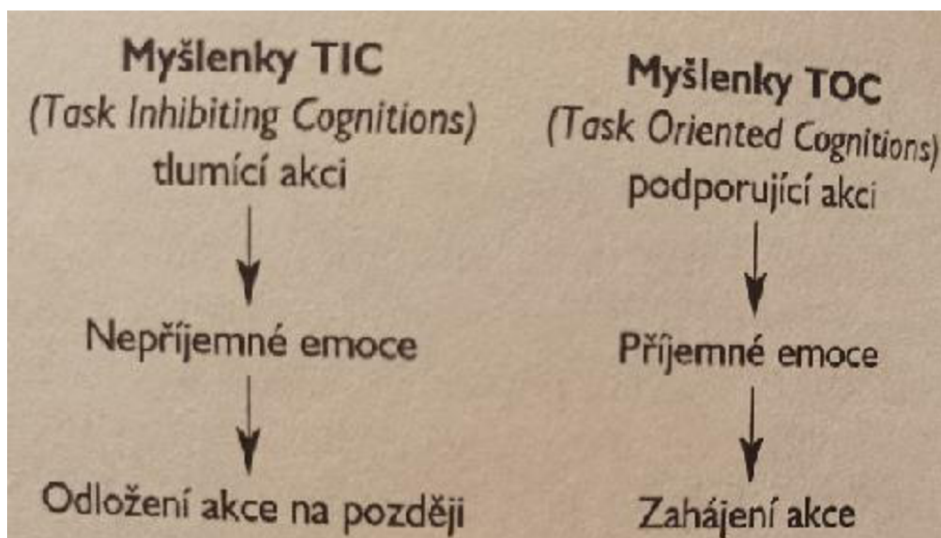 Myšlenky TIC
(Task Inhibiting Cognitions)
tlumící akci
Nepříjemné emoce
Odložení akce na později
Myšlenky TOC
(Task Oriented Cognitions)
podporující akci
Příjemné emoce
Zahájení akce